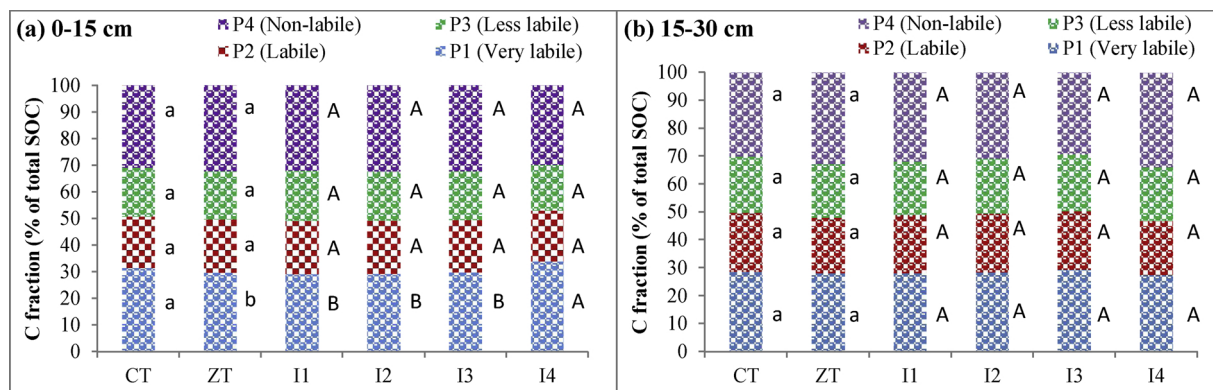 (a) 0-15 cm
P4 (Non-labile) P3 (Less labile)
P2 (Labile) P1 (Very labile)
C fraction (% of total SOC)
100
90 a a A A A A
80
70
60 a a A A A A
50
40 a a A A A A
30
20 a b B B B A
10
0
CT ZT I1 I2 I3 I4
(b) 15-30 cm
P4 (Non-labile) P3 (Less labile)
P2 (Labile) P1 (Very labile)
C fraction (% of total SOC)
100
90 a a A A A A
80
70
60 a a A A A A
50
40 a a A A A A
30
20
10 a a A A A A
0
CT ZT I1 I2 I3 I4